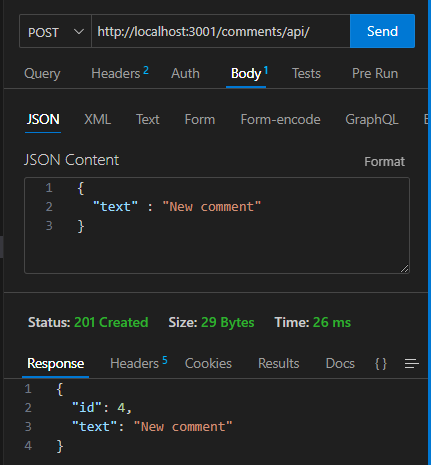 POST http://localhost:3001/comments/api/ Send
Query Headers 2 Auth Body 1 Tests Pre Run
JSON XML Text Form Form-encode GraphQL
JSON Content Format
1 {
2 "text" : "New comment"
3 }
Status: 201 Created Size: 29 Bytes Time: 26 ms
Response Headers 5 Cookies Results Docs {}
1 {
2 "id": 4,
3 "text": "New comment"
4 }